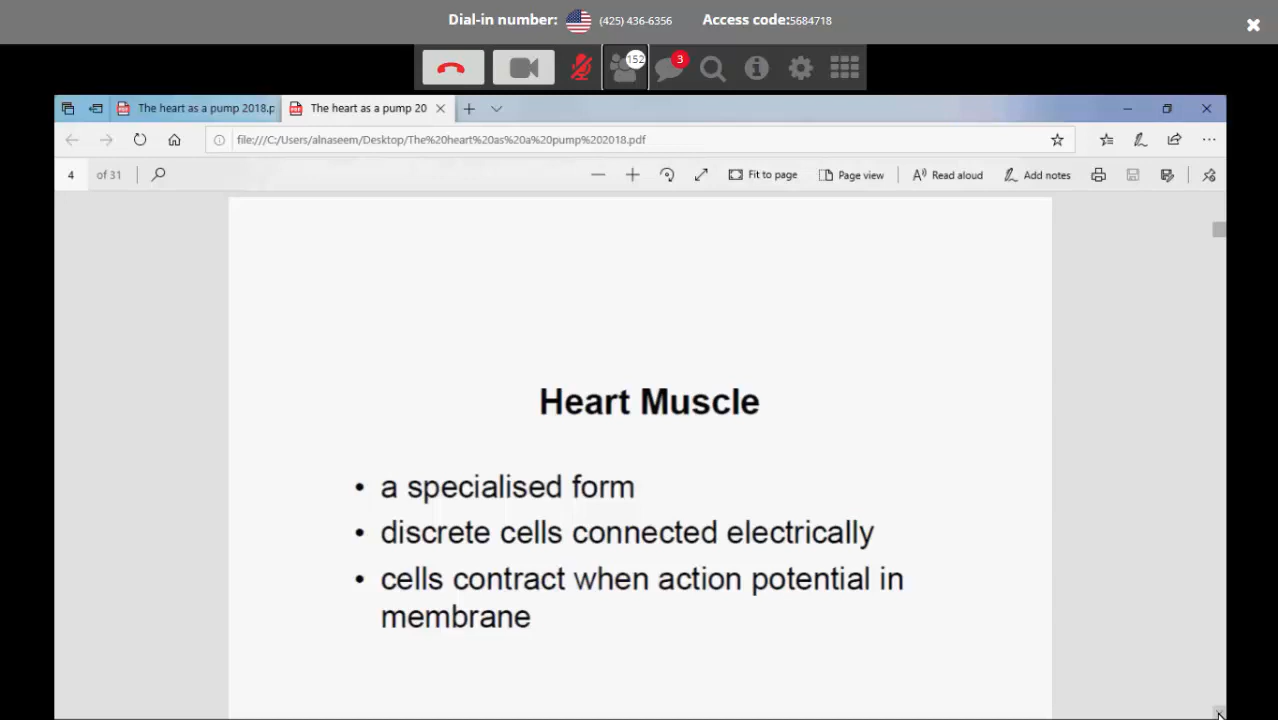 Dial-in number: (425) 436-6356 Access code:5684718
152 3
The heart as a pump 2018.p The heart as a pump 20
file:///C:/Users/alnaseem/Desktop/The%20heart%20as%20a%20pump%202018.pdf
4 of 31 Fit to page Page view Read aloud Add notes
Heart Muscle
• a specialised form
• discrete cells connected electrically
• cells contract when action potential in
membrane